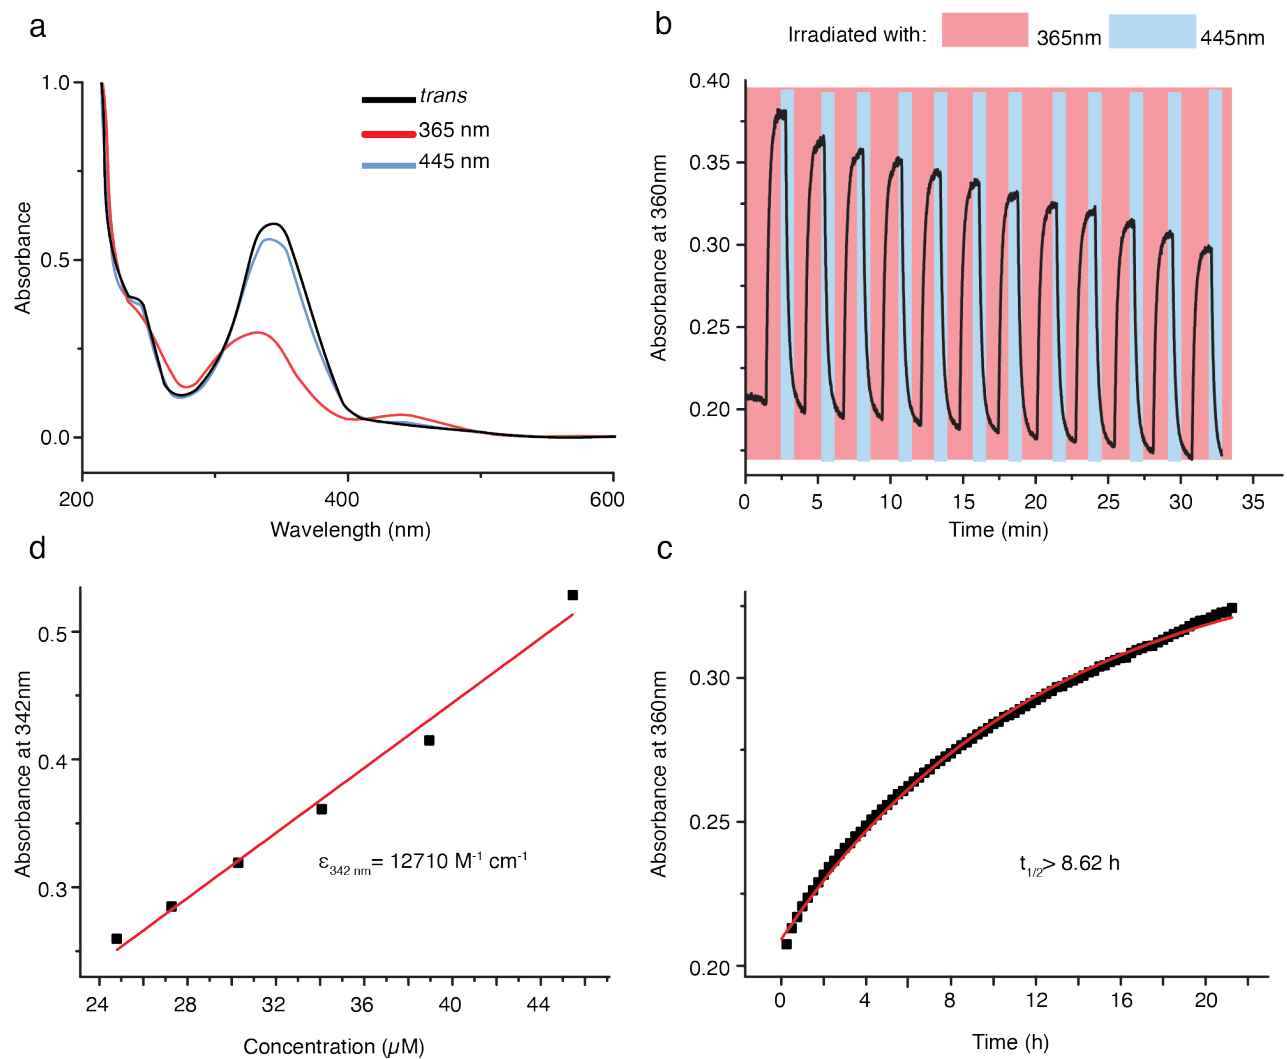 a
trans
365 nm
445 nm
1.0
0.5
0.0
Absorbance
200
400
600
Wavelength (nm)
b
Irradiated with:
365nm
445nm
0.40
0.35
0.30
0.25
0.20
Absorbance at 360nm
0
5
10
15
20
25
30
35
Time (min)
d
0.5
0.4
0.3
Absorbance at 342nm
ε342 nm= 12710 M-1 cm-1
24
28
32
36
40
44
Concentration (µM)
c
0.30
0.25
0.20
Absorbance at 360nm
t1/2> 8.62 h
0
4
8
12
16
20
Time (h)